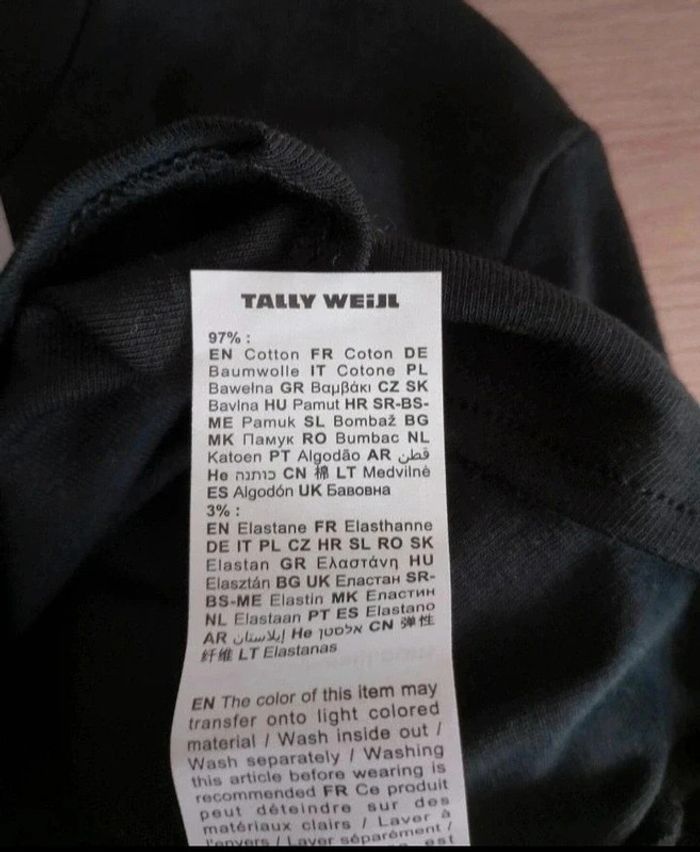 TALLY WEiJL
97% :
EN Cotton FR Coton DE
Baumwolle IT Cotone PL
Bawełna GR Βαμβάκι CZ SK
Bavlna HU Pamut HR SR-BS-
ME Pamuk SL Bombaž BG
MK Памук RO Bumbac NL
Katoen PT Algodão AR قطن
He כותנה CN 棉 LT Medvilnė
ES Algodón UK Бавовна
3% :
EN Elastane FR Elasthanne
DE IT PL CZ HR SL RO SK
Elastan GR Ελαστάνη HU
Elasztán BG UK Еластан SR-
BS-ME Elastin MK Еластин
NL Elastaan PT ES Elastano
AR إيلاستان He אלסטן CN 弹性
纤维 LT Elastanas
EN The color of this item may
transfer onto light colored
material / Wash inside out /
Wash separately / Washing
this article before wearing is
recommended FR Ce produit
peut déteindre sur des
matériaux clairs / Laver à
l'envers / Laver séparément /
est